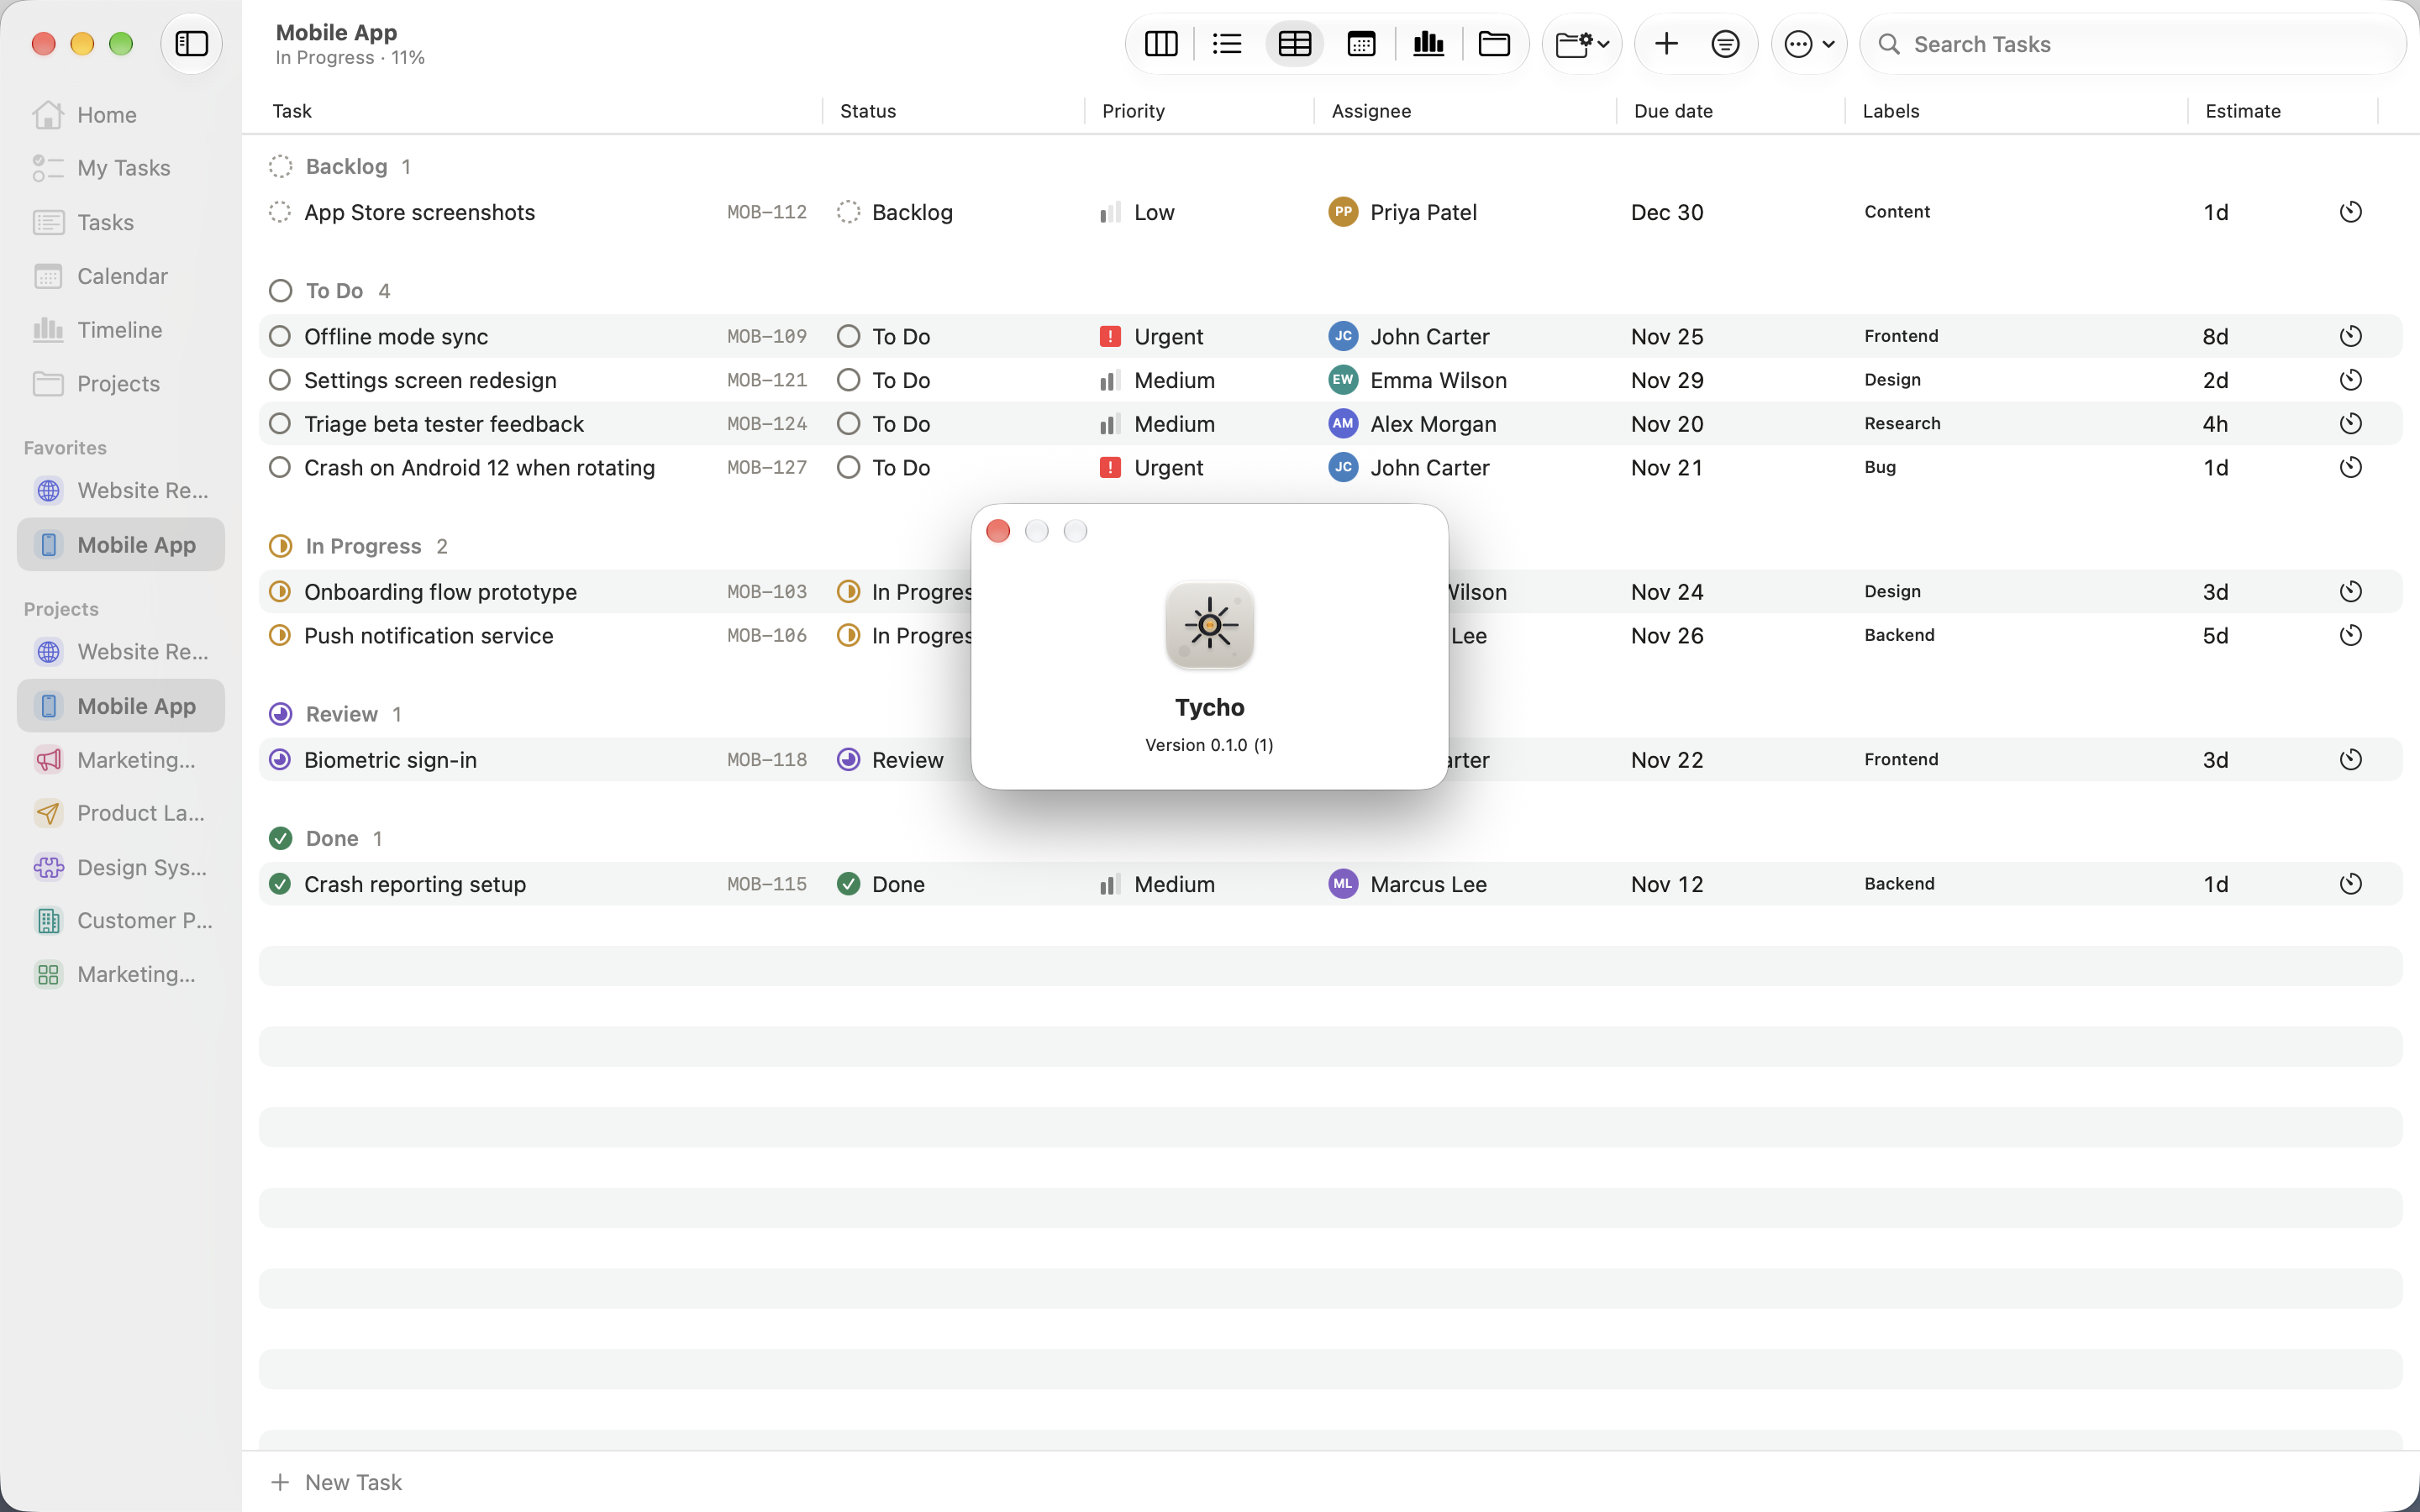 Mobile App
In Progress · 11%
Search Tasks
Home
My Tasks
Tasks
Calendar
Timeline
Projects
Favorites
Website Re...
Mobile App
Projects
Website Re...
Mobile App
Marketing...
Product La...
Design Sys...
Customer P...
Marketing...
Task Status Priority Assignee Due date Labels Estimate
Backlog 1
App Store screenshots MOB-112 Backlog Low PP Priya Patel Dec 30 Content 1d
To Do 4
Offline mode sync MOB-109 To Do Urgent JC John Carter Nov 25 Frontend 8d
Settings screen redesign MOB-121 To Do Medium EW Emma Wilson Nov 29 Design 2d
Triage beta tester feedback MOB-124 To Do Medium AM Alex Morgan Nov 20 Research 4h
Crash on Android 12 when rotating MOB-127 To Do Urgent JC John Carter Nov 21 Bug 1d
In Progress 2
Onboarding flow prototype MOB-103 In Progres Wilson Nov 24 Design 3d
Push notification service MOB-106 In Progres Lee Nov 26 Backend 5d
Review 1
Biometric sign-in MOB-118 Review arter Nov 22 Frontend 3d
Done 1
Crash reporting setup MOB-115 Done Medium ML Marcus Lee Nov 12 Backend 1d
Tycho
Version 0.1.0 (1)
New Task